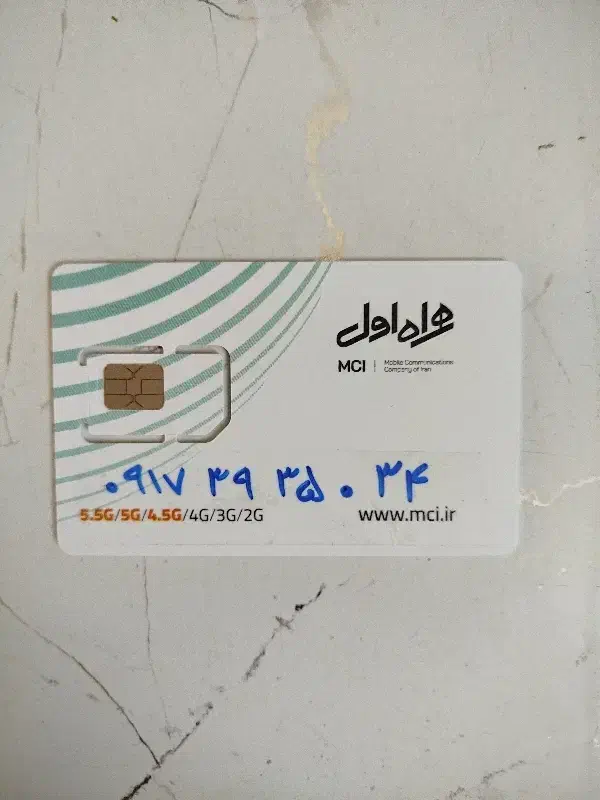 همراه اول
MCI | Mobile Communications Company of Iran
۰۹۱۷ ۳۹ ۳۵ ۰ ۳۴
5.5G/5G/4.5G/4G/3G/2G www.mci.ir